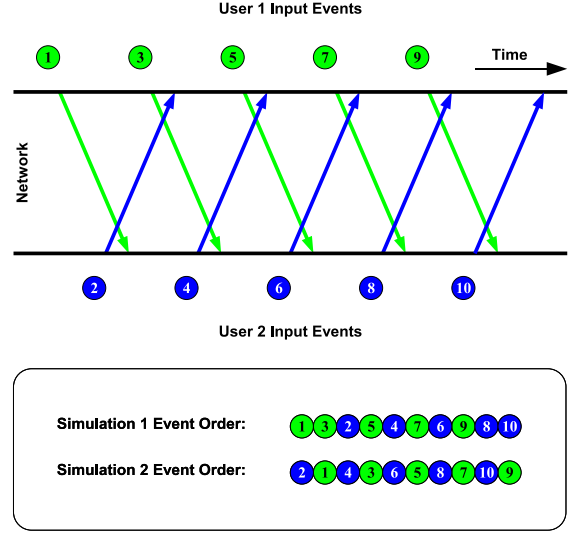 User 1 Input Events
1 3 5 7 9 Time
Network
2 4 6 8 10
User 2 Input Events
Simulation 1 Event Order: 1 3 2 5 4 7 6 9 8 10
Simulation 2 Event Order: 2 1 4 3 6 5 8 7 10 9